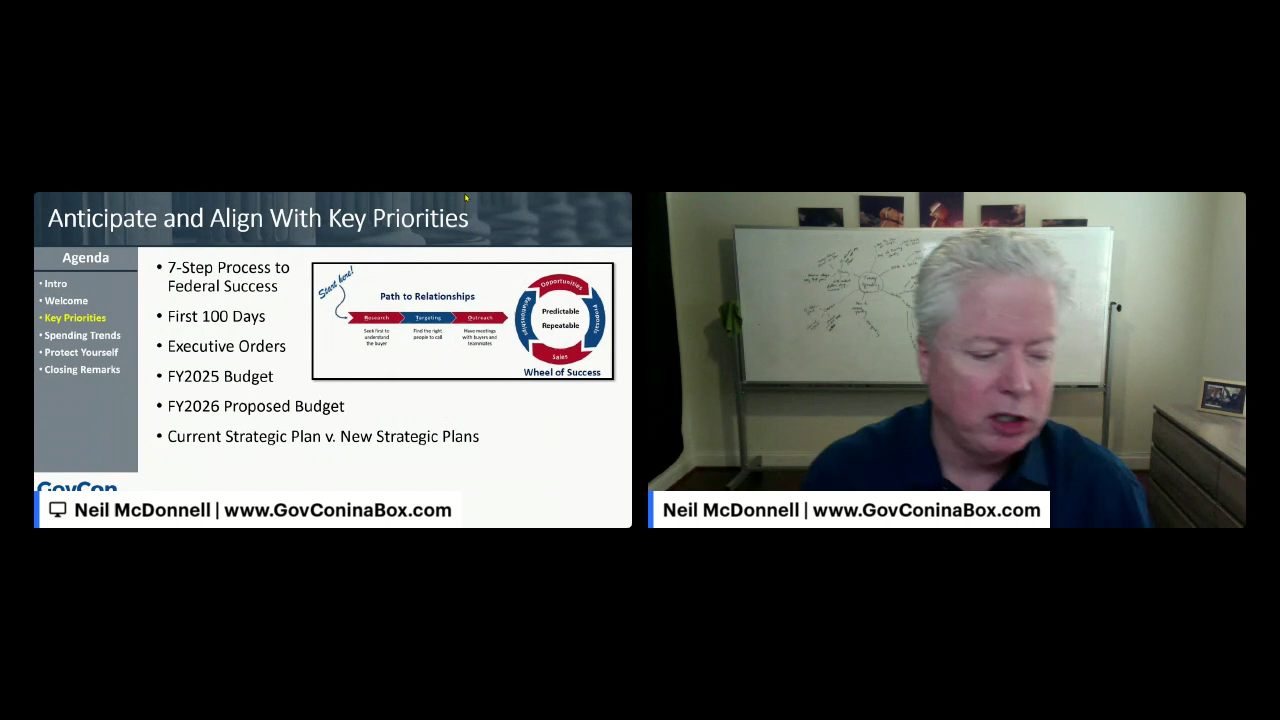 Anticipate and Align With Key Priorities
Agenda
• Intro
• Welcome
• Key Priorities
• Spending Trends
• Protect Yourself
• Closing Remarks
• 7-Step Process to
Federal Success
• First 100 Days
• Executive Orders
• FY2025 Budget
• FY2026 Proposed Budget
• Current Strategic Plan v. New Strategic Plans
Start here!
Path to Relationships
Research
Targeting
Outreach
Seek first to
understand
the buyer
Find the right
people to call
Have meetings
with buyers and
teammates
Opportunities
Proposals
Sales
Relationships
Predictable
Repeatable
Wheel of Success
GovCon
Neil McDonnell | www.GovConinaBox.com
Neil McDonnell | www.GovConinaBox.com